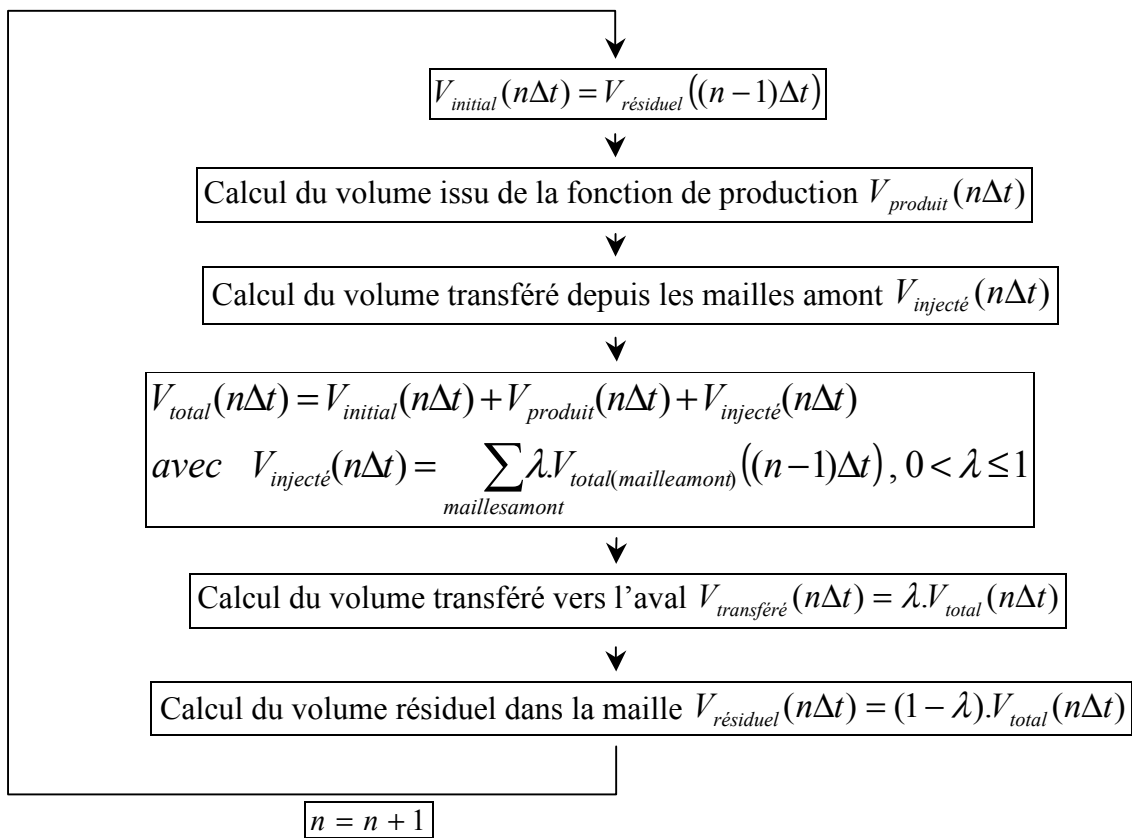 V_initial(nΔt) = V_résiduel((n − 1)Δt)
Calcul du volume issu de la fonction de production V_produit(nΔt)
Calcul du volume transféré depuis les mailles amont V_injecté(nΔt)
V_total(nΔt) = V_initial(nΔt) + V_produit(nΔt) + V_injecté(nΔt)
avec V_injecté(nΔt) = ∑_maillesamont λ.V_total(mailleamont)((n − 1)Δt) , 0 < λ ≤ 1
Calcul du volume transféré vers l’aval V_transféré(nΔt) = λ.V_total(nΔt)
Calcul du volume résiduel dans la maille V_résiduel(nΔt) = (1 − λ).V_total(nΔt)
n = n + 1